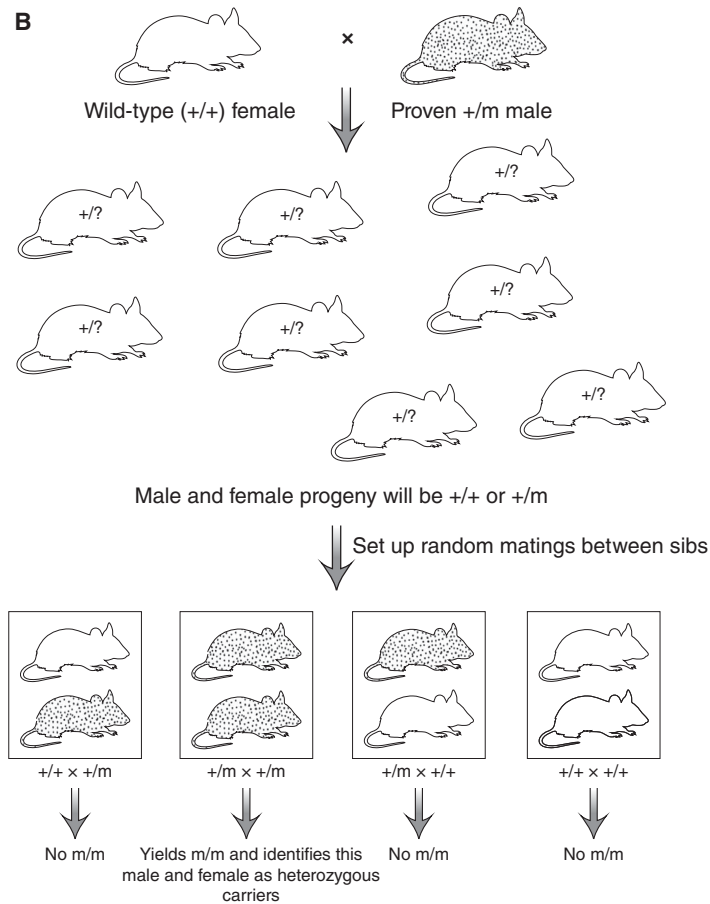 B
×
Wild-type (+/+) female
Proven +/m male
+/?
+/?
+/?
+/?
+/?
+/?
+/?
+/?
Male and female progeny will be +/+ or +/m
Set up random matings between sibs
+/+ × +/m
+/m × +/m
+/m × +/+
+/+ × +/+
No m/m
Yields m/m and identifies this
male and female as heterozygous
carriers
No m/m
No m/m